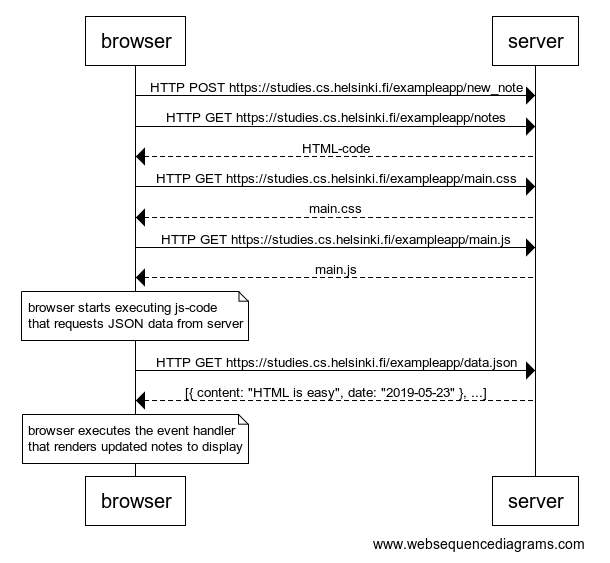 browser
server
HTTP POST https://studies.cs.helsinki.fi/exampleapp/new_note
HTTP GET https://studies.cs.helsinki.fi/exampleapp/notes
HTML-code
HTTP GET https://studies.cs.helsinki.fi/exampleapp/main.css
main.css
HTTP GET https://studies.cs.helsinki.fi/exampleapp/main.js
main.js
browser starts executing js-code
that requests JSON data from server
HTTP GET https://studies.cs.helsinki.fi/exampleapp/data.json
[{ content: "HTML is easy", date: "2019-05-23" }, ...]
browser executes the event handler
that renders updated notes to display
browser
server
www.websequencediagrams.com